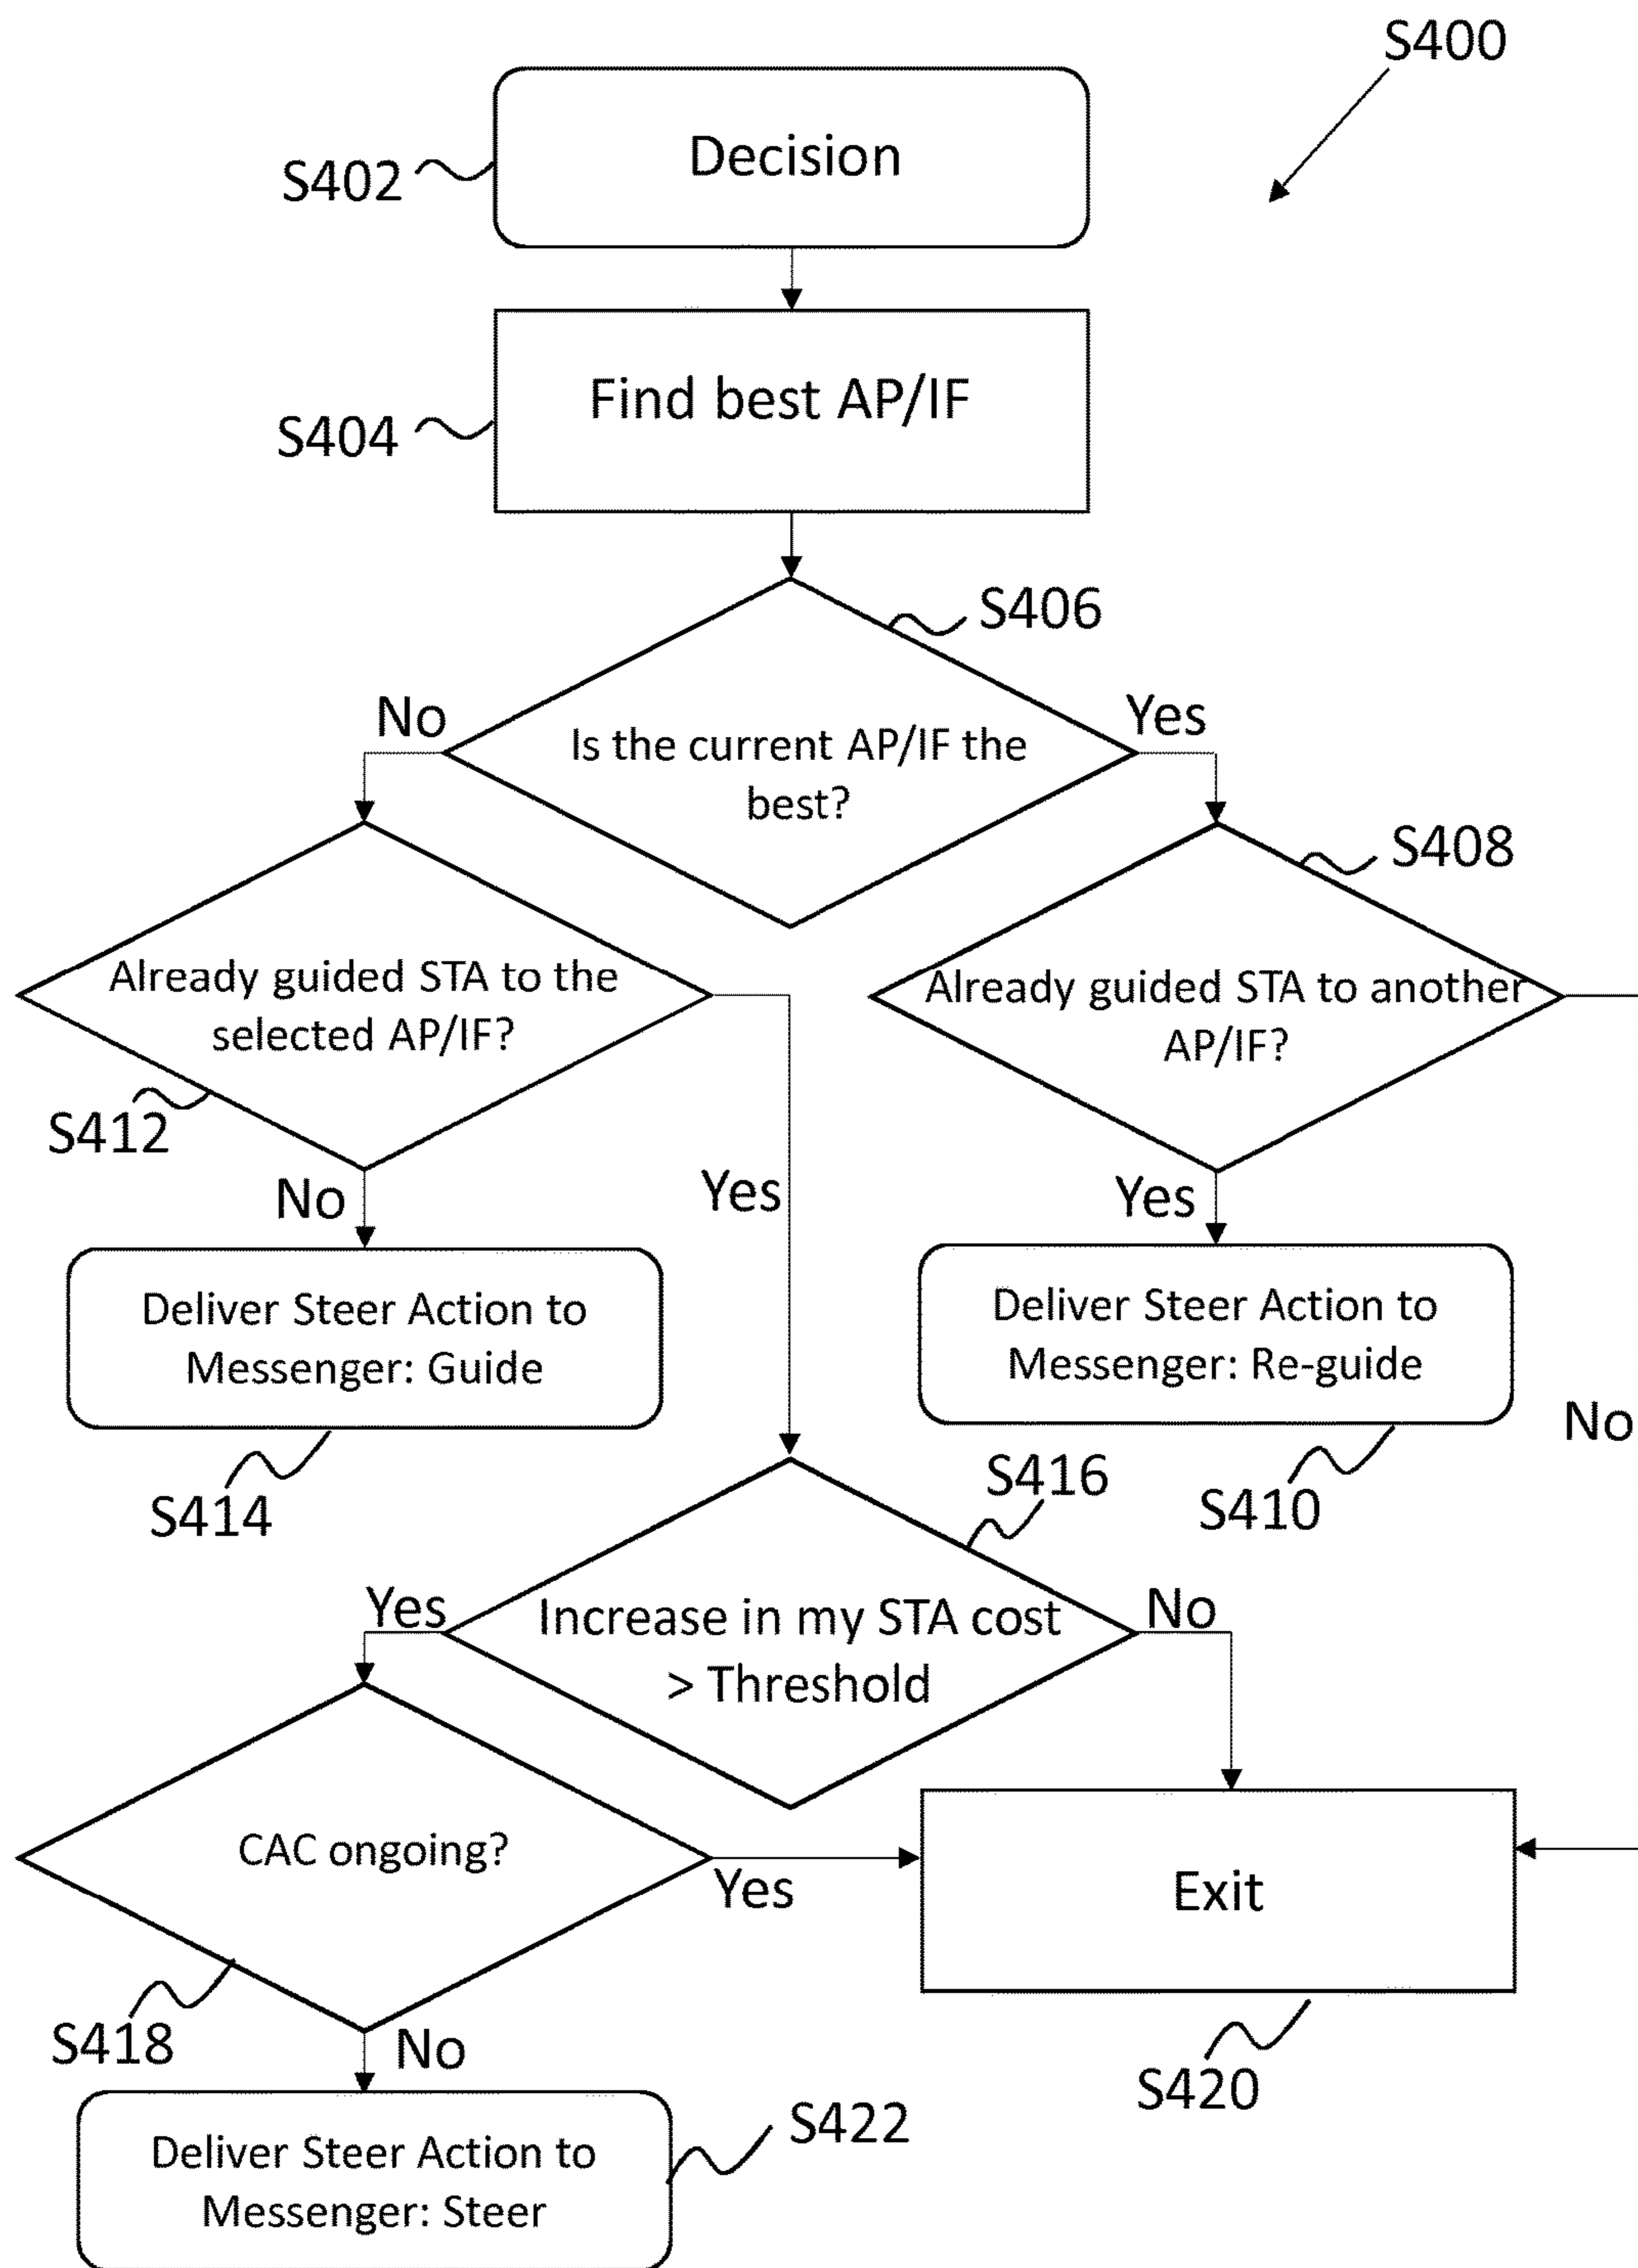 S400
Decision
S402
Find best AP/IF
S404
S406
No
Yes
Is the current AP/IF the
best?
S408
Already guided STA to the
selected AP/IF?
Already guided STA to another
AP/IF?
S412
No
Yes
Yes
Deliver Steer Action to
Messenger: Guide
Deliver Steer Action to
Messenger: Re-guide
No
S414
S416
S410
Yes
No
Increase in my STA cost
> Threshold
CAC ongoing?
Yes
Exit
S418
No
S420
S422
Deliver Steer Action to
Messenger: Steer